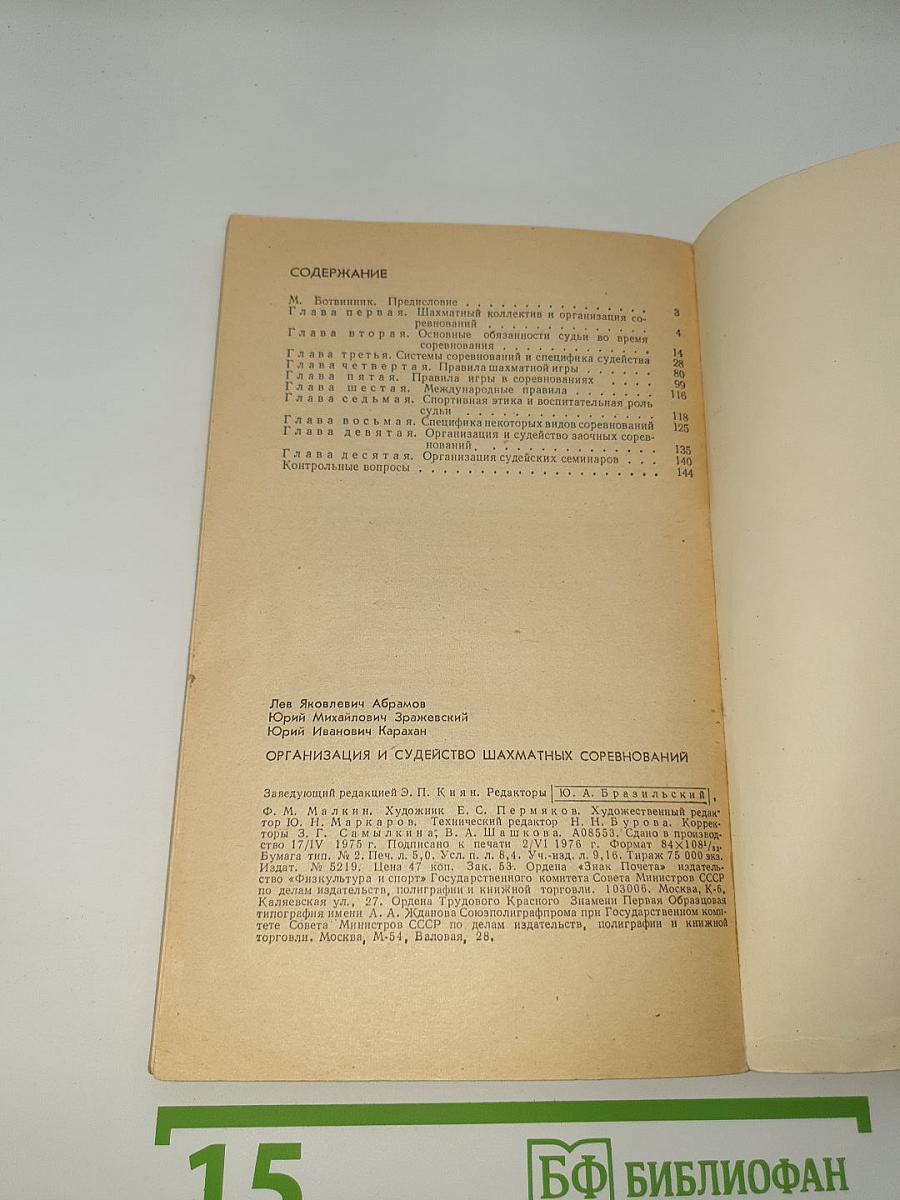 СОДЕРЖАНИЕ
М. Ботвинник. Предисловие . . . . . . . . . . . . . . . . 3
Глава первая. Шахматный коллектив и организация со-
ревнований . . . . . . . . . . . . . 4
Глава вторая. Основные обязанности судьи во время
соревнования . . . . . . . . . . . . 14
Глава третья. Системы соревнований и специфика судейства 28
Глава четвертая. Правила шахматной игры . . . . . . 80
Глава пятая. Правила игры в соревнованиях . . . . 99
Глава шестая. Международные правила . . . . . . 116
Глава седьмая. Спортивная этика и воспитательная роль
судьи . . . . . . . . . . . . . . . 118
Глава восьмая. Специфика некоторых видов соревнований 125
Глава девятая. Организация и судейство заочных сорев-
нований . . . . . . . . . . . . . . 135
Глава десятая. Организация судейских семинаров . . . 140
Контрольные вопросы . . . . . . . . . . . . . . . . . . . . 144
Лев Яковлевич Абрамов
Юрий Михайлович Зражевский
Юрий Иванович Карахан
ОРГАНИЗАЦИЯ И СУДЕЙСТВО ШАХМАТНЫХ СОРЕВНОВАНИЙ
Заведующий редакцией Э. П. Киян. Редакторы Ю. А. Бразильский,
Ф. М. Малкин. Художник Е. С. Пермяков. Художественный редак-
тор Ю. Н. Маркаров. Технический редактор Н. Н. Бурова. Коррек-
торы З. Г. Самылкина, В. А. Шашкова. А08553. Сдано в производ-
ство 17/IV 1975 г. Подписано к печати 2/VI 1976 г. Формат 84×108¹/₃₂.
Бумага тип. № 2. Печ. л. 5,0. Усл. п. л. 8,4. Уч.-изд. л. 9,16. Тираж 75 000 экз.
Издат. № 5219. Цена 47 коп. Зак. 53. Ордена «Знак Почета» издатель-
ство «Физкультура и спорт» Государственного комитета Совета Министров СССР
по делам издательств, полиграфии и книжной торговли. 103006. Москва, К-6,
Каляевская ул., 27. Ордена Трудового Красного Знамени Первая Образцовая
типография имени А. А. Жданова Союзполиграфпрома при Государственном коми-
тете Совета Министров СССР по делам издательств, полиграфии и книжной
торговли. Москва, М-54, Валовая, 28.
15
БФ БИБЛИОФАН